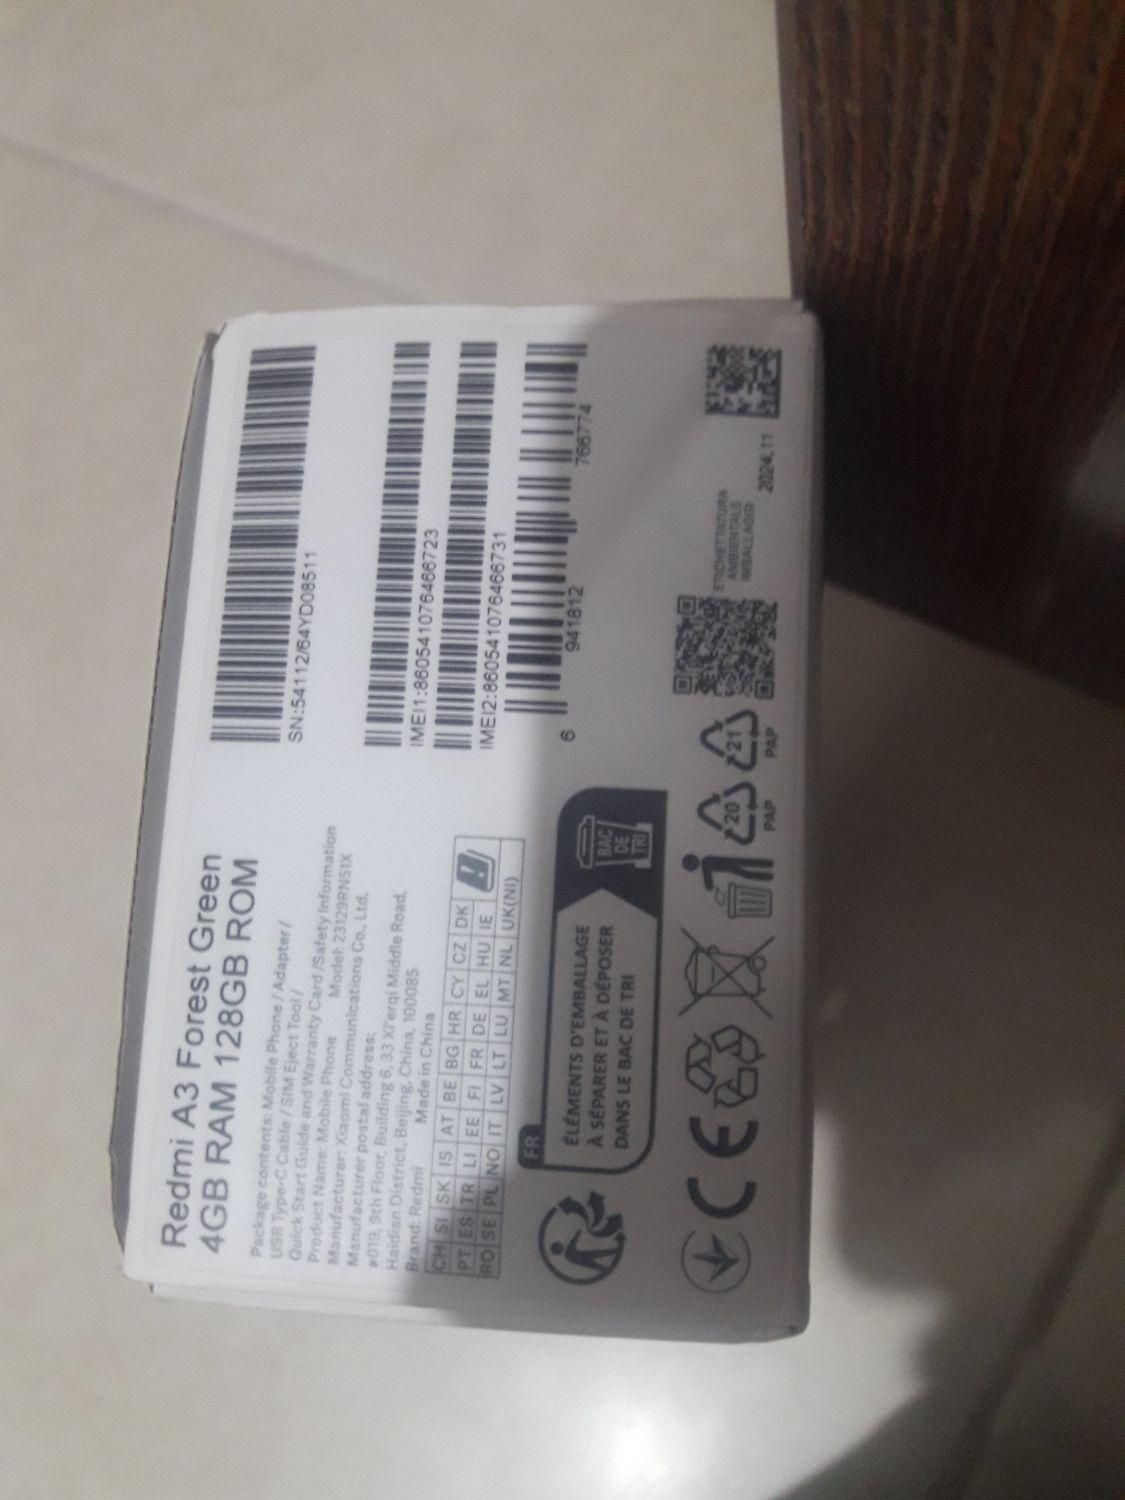 Redmi A3 Forest Green
4GB RAM 128GB ROM
Package contents: Mobile Phone / Adapter /
USB Type-C Cable / SIM Eject Tool /
Quick Start Guide and Warranty Card /Safety Information
Product Name: Mobile Phone Model: 23129RN51X
Manufacturer: Xiaomi Communications Co., Ltd.
Manufacturer postal address:
#019, 9th Floor, Building 6, 33 Xi'erqi Middle Road,
Haidian District, Beijing, China, 100085
Brand: Redmi Made in China
CH SI SK IS AT BE BG HR CY CZ DK
PT ES TR LI EE FI FR DE EL HU IE
RO SE PL NO IT LV LT LU MT NL UK(NI)
SN:54112/64YD08511
IMEI1:860541076466723
IMEI2:860541076466731
6 941812 766774
FR
ÉLÉMENTS D'EMBALLAGE
À SÉPARER ET À DÉPOSER
DANS LE BAC DE TRI
BAC
DE
TRI
CE
20
PAP
21
PAP
ETICHETTATURA
AMBIENTALE
IMBALLAGGI
2024.11